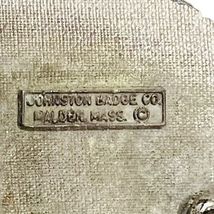 JOHNSTON BADGE CO.
MALDEN, MASS. ©